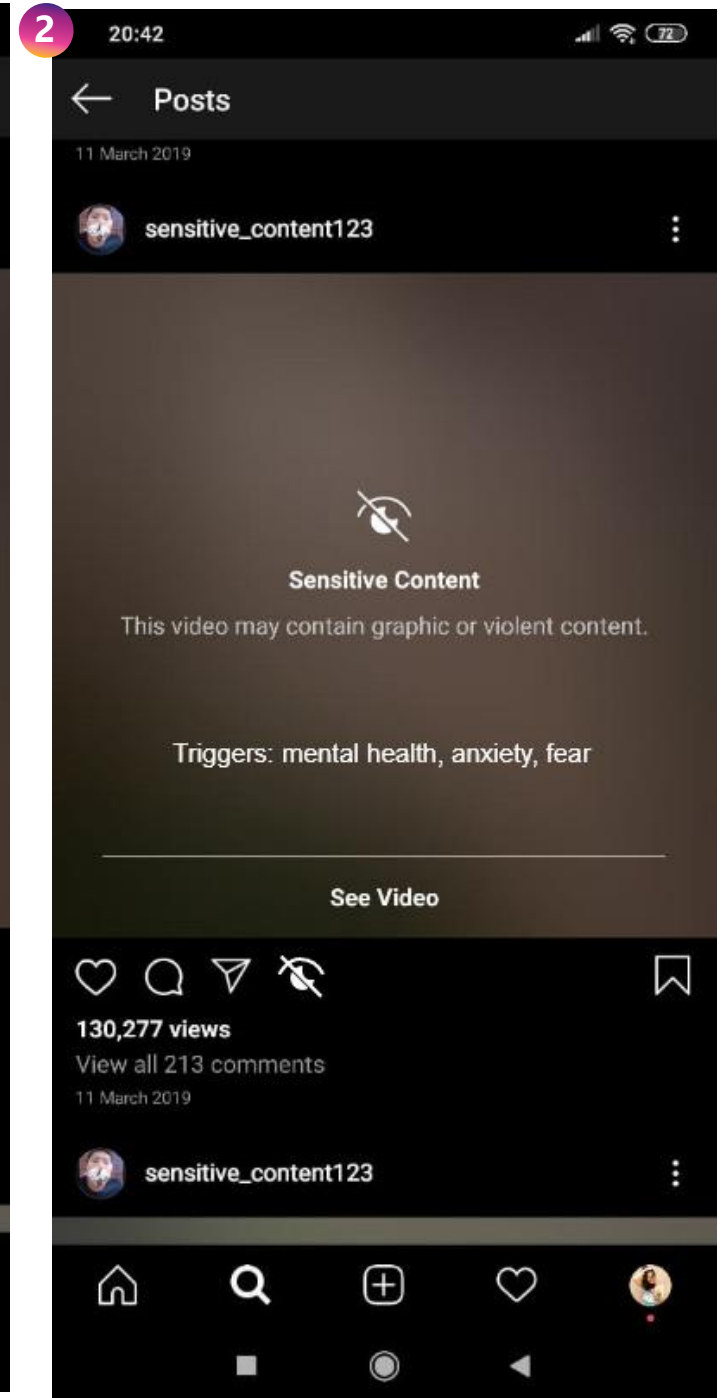 2
20:42
72
Posts
11 March 2019
sensitive_content123
Sensitive Content
This video may contain graphic or violent content.
Triggers: mental health, anxiety, fear
See Video
130,277 views
View all 213 comments
11 March 2019
sensitive_content123